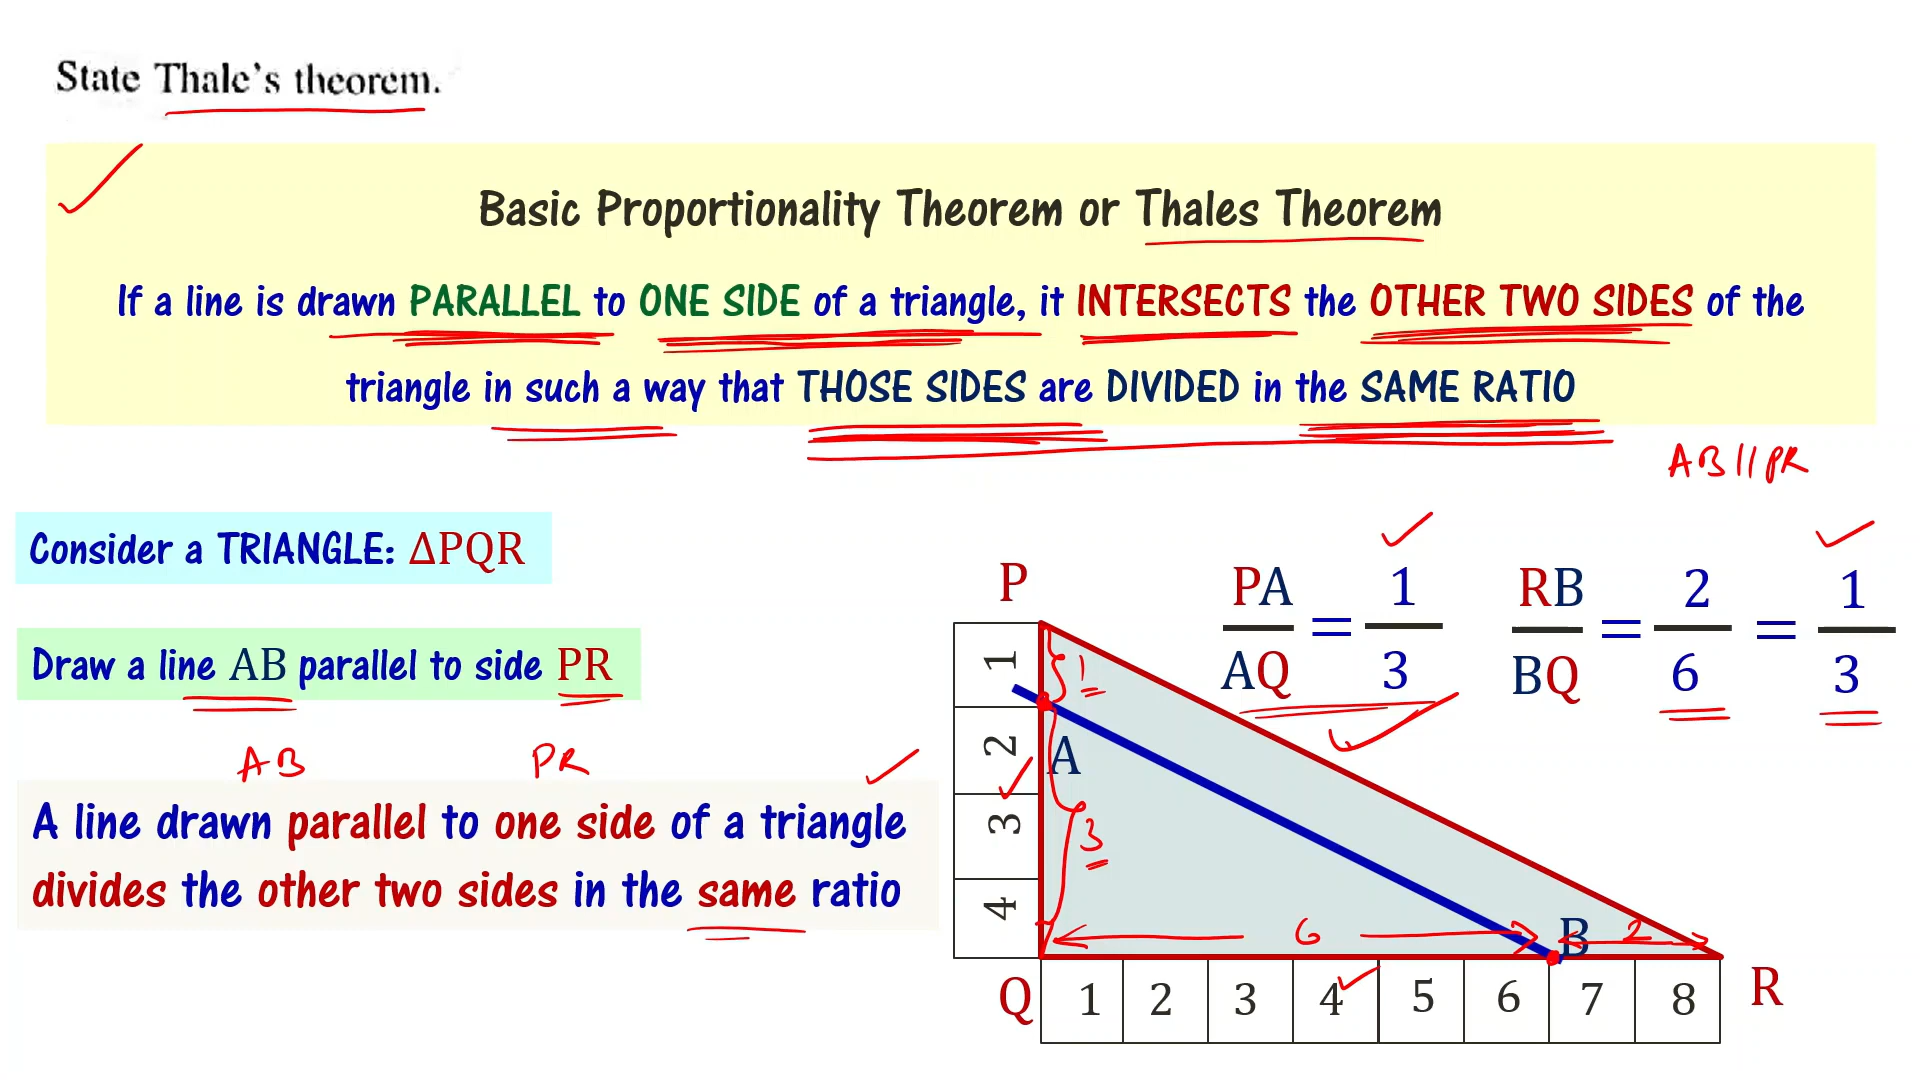 State Thale's theorem.
Basic Proportionality Theorem or Thales Theorem
If a line is drawn PARALLEL to ONE SIDE of a triangle, it INTERSECTS the OTHER TWO SIDES of the
triangle in such a way that THOSE SIDES are DIVIDED in the SAME RATIO
AB||PR
Consider a TRIANGLE: ΔPQR
Draw a line AB parallel to side PR
AB PR
A line drawn parallel to one side of a triangle
divides the other two sides in the same ratio
PA/AQ = 1/3
RB/BQ = 2/6 = 1/3
P
1
1
2
A
3
3
4
6
B
2
Q
1 2 3 4 5 6 7 8
R